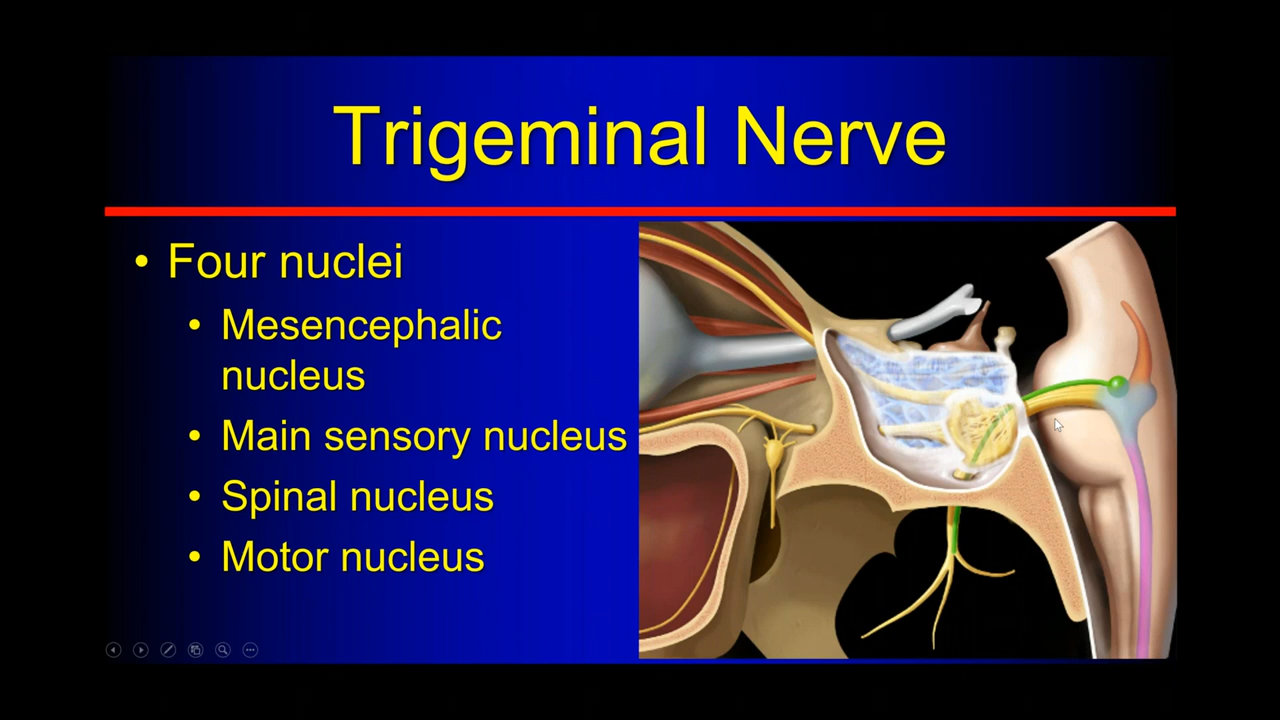 Trigeminal Nerve
• Four nuclei
• Mesencephalic
nucleus
• Main sensory nucleus
• Spinal nucleus
• Motor nucleus